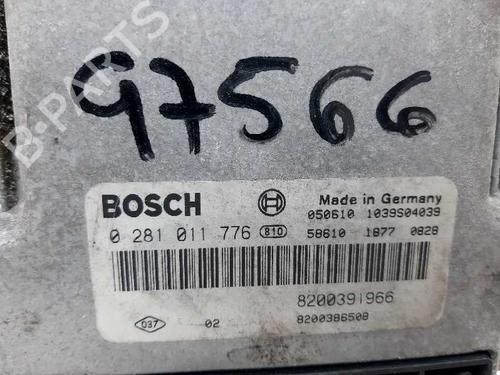 97566
B-PARTS
BOSCH
Made in Germany
050610 1039S04039
0 281 011 776 810
58610 1877 0828
8200391966
037 02
8200386508